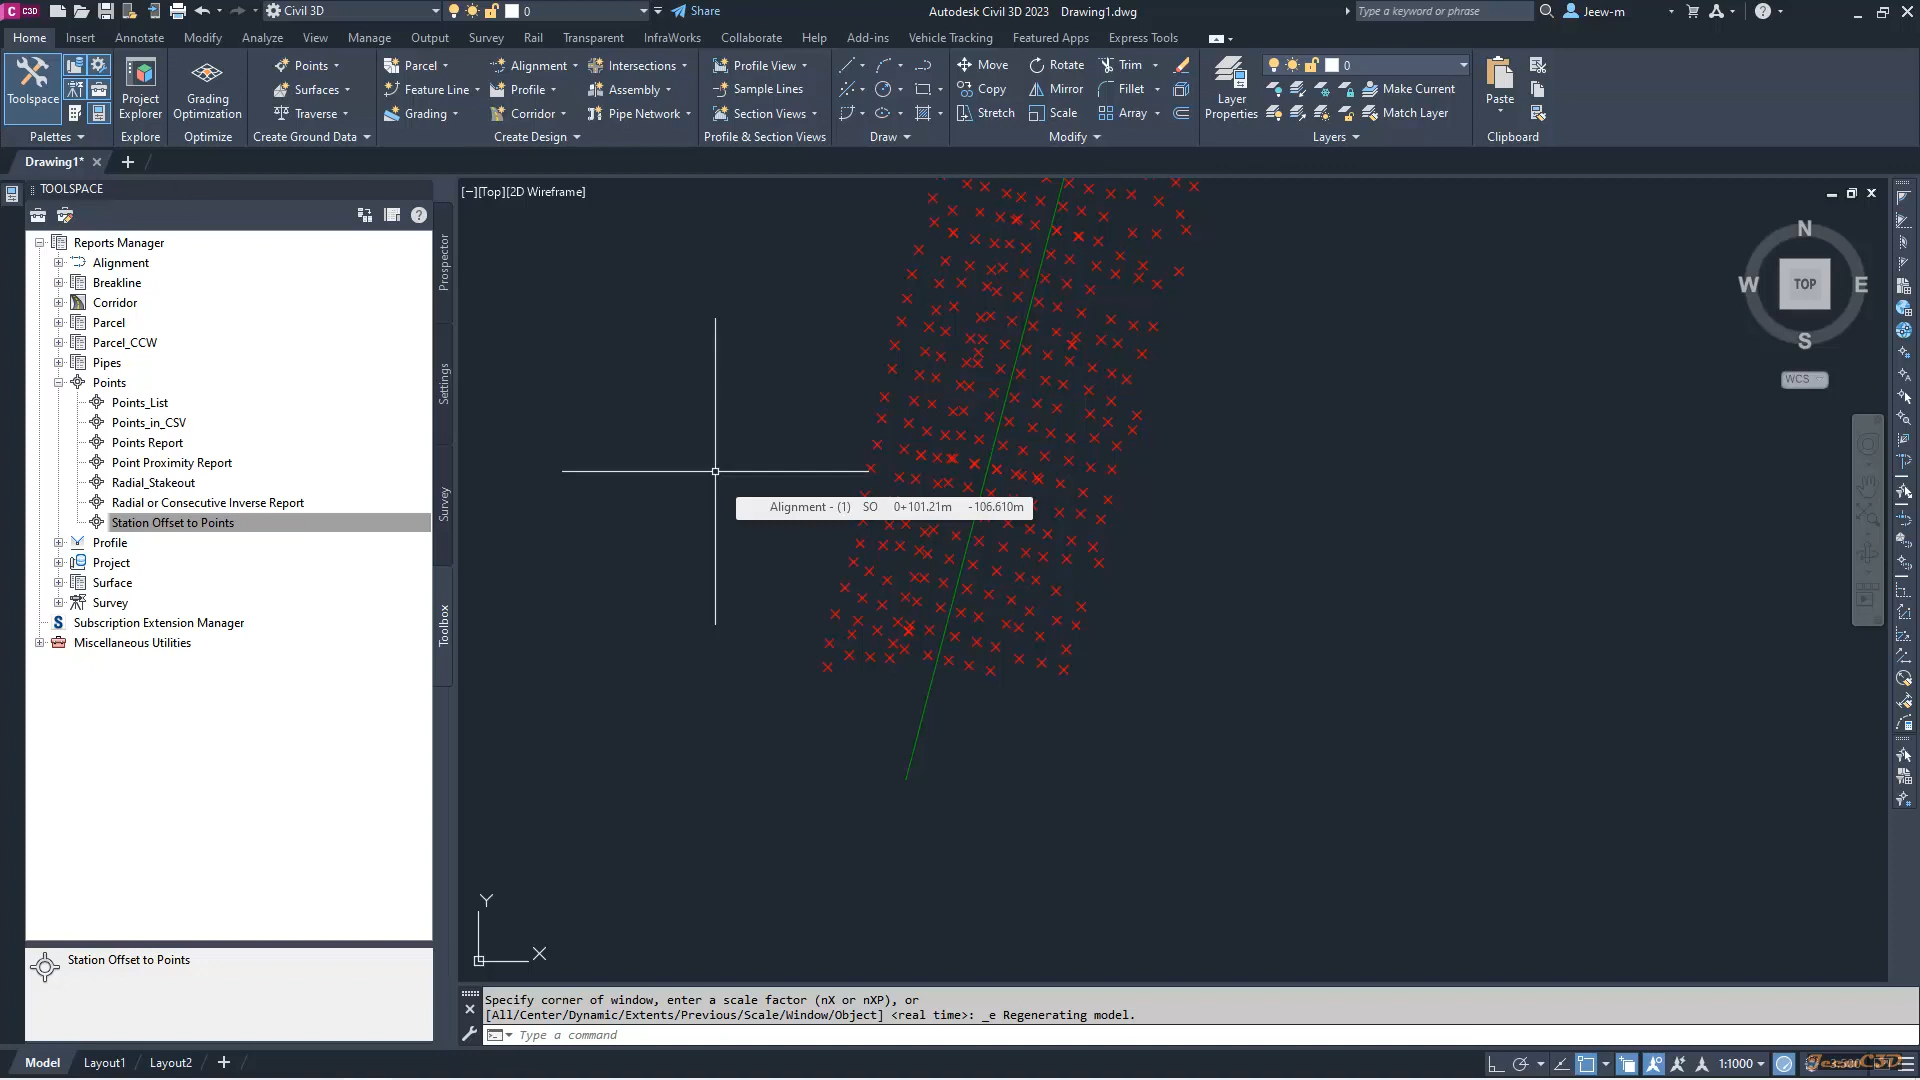 C3D Civil 3D 0 Share Autodesk Civil 3D 2023 Drawing1.dwg Type a keyword or phrase Jeew-m
Home Insert Annotate Modify Analyze View Manage Output Survey Rail Transparent InfraWorks Collaborate Help Add-ins Vehicle Tracking Featured Apps Express Tools
Toolspace
Palettes
Project
Explorer
Explore
Grading
Optimization
Optimize
Points
Surfaces
Traverse
Create Ground Data
Parcel Alignment Intersections
Feature Line Profile Assembly
Grading Corridor Pipe Network
Create Design
Profile View
Sample Lines
Section Views
Profile & Section Views
Draw
Move Rotate Trim
Copy Mirror Fillet
Stretch Scale Array
Modify
Layer
Properties
0
Make Current
Match Layer
Layers
Paste
Clipboard
Drawing1*
TOOLSPACE
Reports Manager
Alignment
Breakline
Corridor
Parcel
Parcel_CCW
Pipes
Points
Points_List
Points_in_CSV
Points Report
Point Proximity Report
Radial_Stakeout
Radial or Consecutive Inverse Report
Station Offset to Points
Profile
Project
Surface
Survey
Subscription Extension Manager
Miscellaneous Utilities
Prospector
Settings
Survey
Toolbox
Station Offset to Points
[−][Top][2D Wireframe]
N
W TOP E
S
WCS
Alignment - (1) SO 0+101.21m -106.610m
Y
X
Specify corner of window, enter a scale factor (nX or nXP), or
[All/Center/Dynamic/Extents/Previous/Scale/Window/Object] <real time>: _e Regenerating model.
Type a command
Model Layout1 Layout2 1:1000